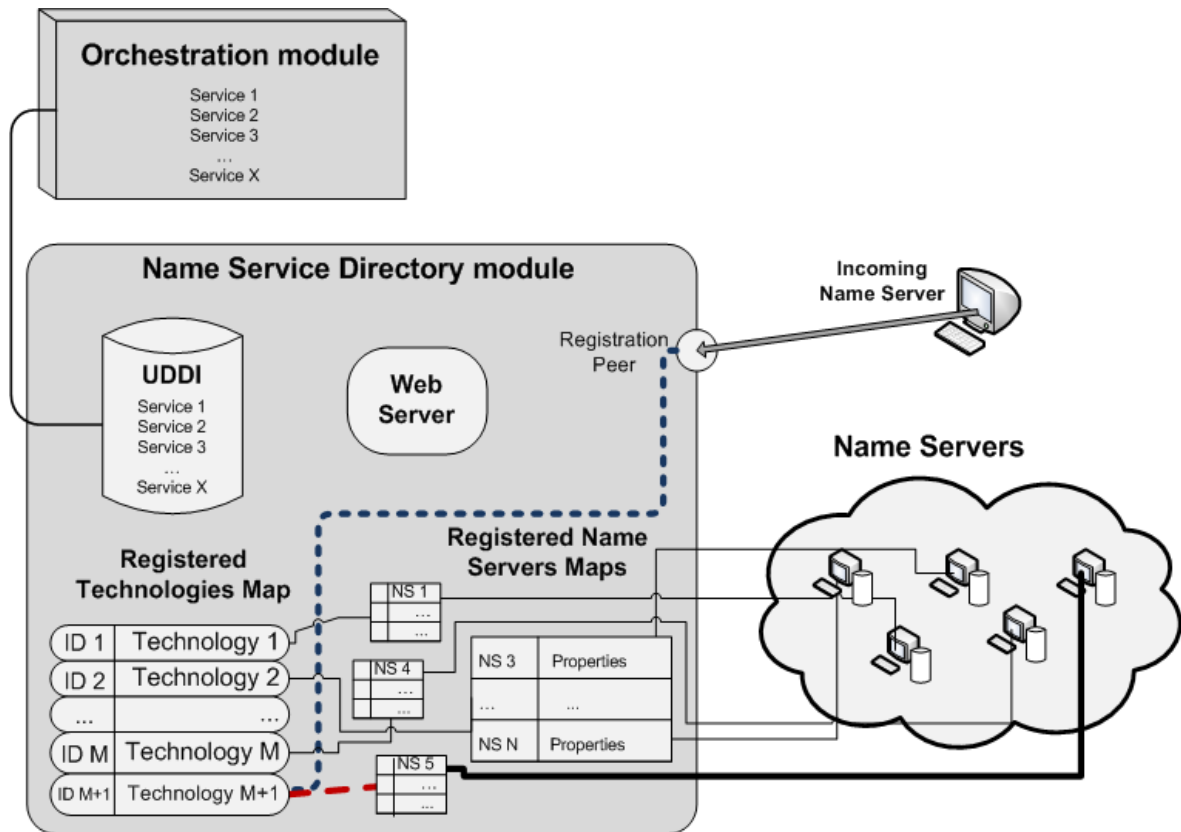 Orchestration module
Service 1
Service 2
Service 3
...
Service X
Name Service Directory module
Incoming
Name Server
Registration
Peer
UDDI
Service 1
Service 2
Service 3
...
Service X
Web
Server
Name Servers
Registered
Technologies Map
Registered Name
Servers Maps
ID 1 Technology 1
ID 2 Technology 2
... ...
ID M Technology M
ID M+1 Technology M+1
NS 1
...
...
NS 4
...
...
NS 3 Properties
... ...
NS N Properties
NS 5
...
...